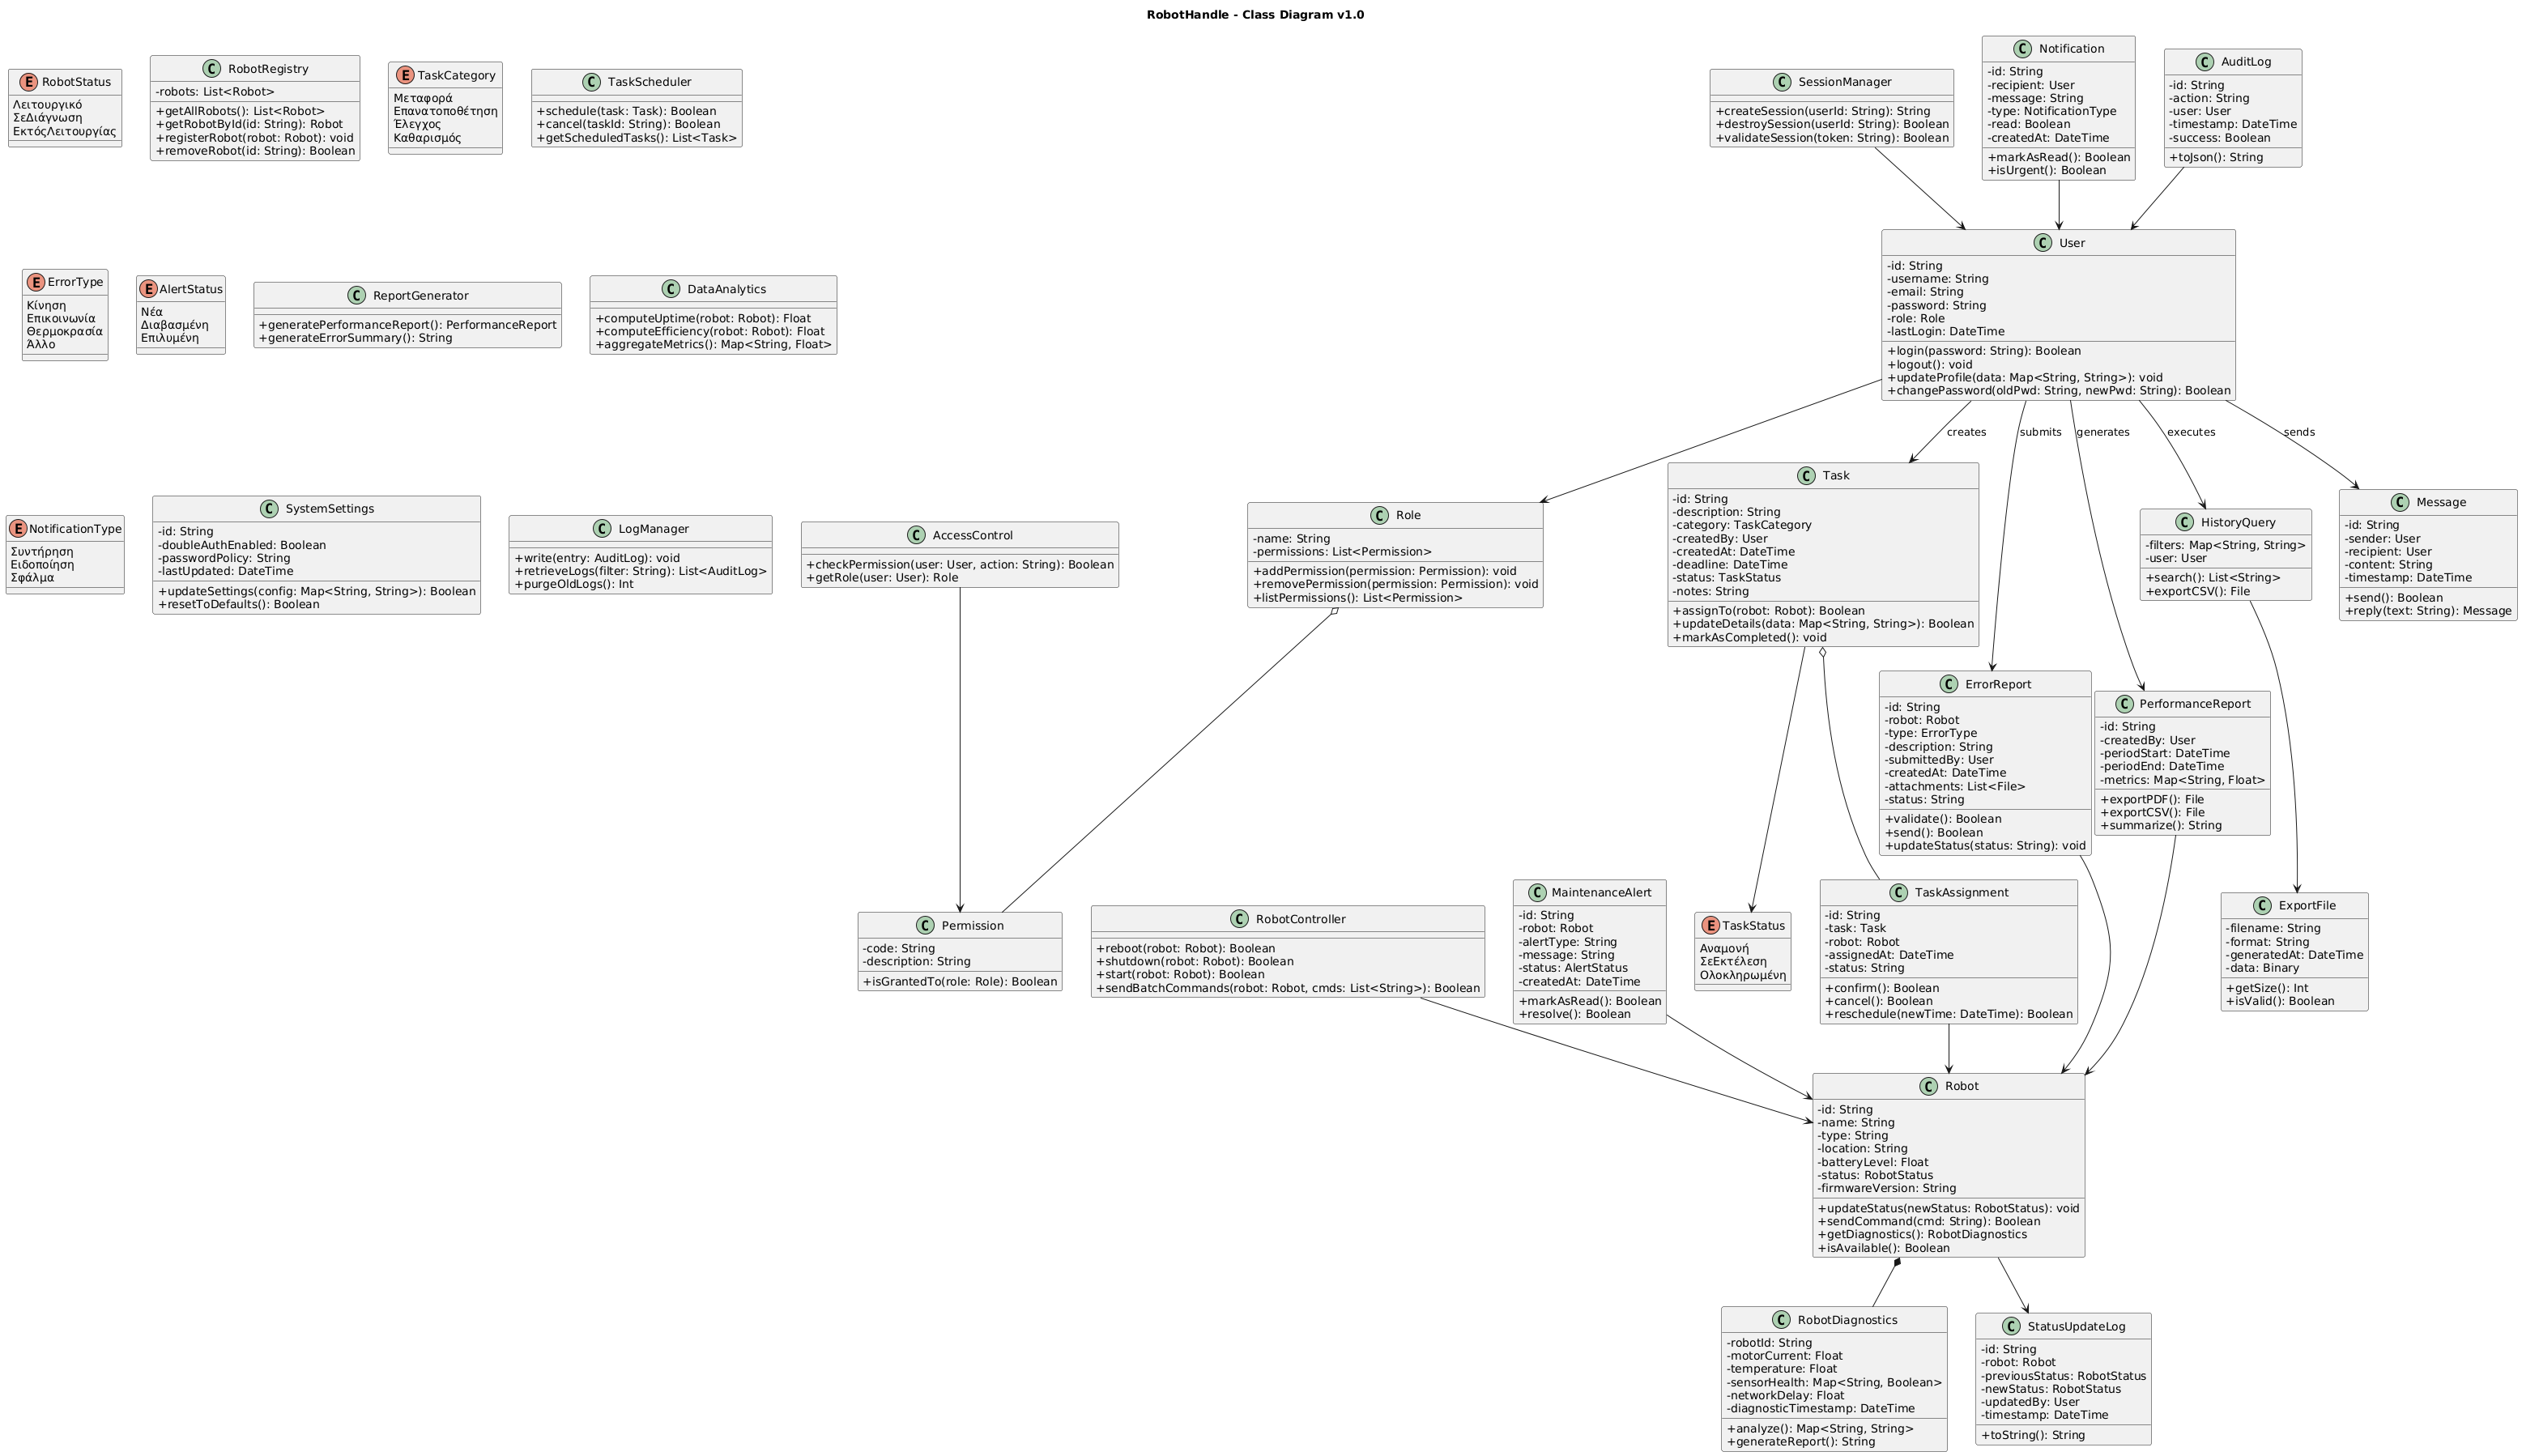 RobotHandle - Class Diagram v1.0
E RobotStatus
Λειτουργικό
ΣεΔιάγνωση
ΕκτόςΛειτουργίας
C RobotRegistry
-robots: List<Robot>
+getAllRobots(): List<Robot>
+getRobotById(id: String): Robot
+registerRobot(robot: Robot): void
+removeRobot(id: String): Boolean
E TaskCategory
Μεταφορά
Επανατοποθέτηση
Έλεγχος
Καθαρισμός
C TaskScheduler
+schedule(task: Task): Boolean
+cancel(taskId: String): Boolean
+getScheduledTasks(): List<Task>
C SessionManager
+createSession(userId: String): String
+destroySession(userId: String): Boolean
+validateSession(token: String): Boolean
C Notification
-id: String
-recipient: User
-message: String
-type: NotificationType
-read: Boolean
-createdAt: DateTime
+markAsRead(): Boolean
+isUrgent(): Boolean
C AuditLog
-id: String
-action: String
-user: User
-timestamp: DateTime
-success: Boolean
+toJson(): String
E ErrorType
Κίνηση
Επικοινωνία
Θερμοκρασία
Άλλο
E AlertStatus
Νέα
Διαβασμένη
Επιλυμένη
C ReportGenerator
+generatePerformanceReport(): PerformanceReport
+generateErrorSummary(): String
C DataAnalytics
+computeUptime(robot: Robot): Float
+computeEfficiency(robot: Robot): Float
+aggregateMetrics(): Map<String, Float>
C User
-id: String
-username: String
-email: String
-password: String
-role: Role
-lastLogin: DateTime
+login(password: String): Boolean
+logout(): void
+updateProfile(data: Map<String, String>): void
+changePassword(oldPwd: String, newPwd: String): Boolean
creates
submits
generates
executes
sends
E NotificationType
Συντήρηση
Ειδοποίηση
Σφάλμα
C SystemSettings
-id: String
-doubleAuthEnabled: Boolean
-passwordPolicy: String
-lastUpdated: DateTime
+updateSettings(config: Map<String, String>): Boolean
+resetToDefaults(): Boolean
C LogManager
+write(entry: AuditLog): void
+retrieveLogs(filter: String): List<AuditLog>
+purgeOldLogs(): Int
C AccessControl
+checkPermission(user: User, action: String): Boolean
+getRole(user: User): Role
C Role
-name: String
-permissions: List<Permission>
+addPermission(permission: Permission): void
+removePermission(permission: Permission): void
+listPermissions(): List<Permission>
C Task
-id: String
-description: String
-category: TaskCategory
-createdBy: User
-createdAt: DateTime
-deadline: DateTime
-status: TaskStatus
-notes: String
+assignTo(robot: Robot): Boolean
+updateDetails(data: Map<String, String>): Boolean
+markAsCompleted(): void
C HistoryQuery
-filters: Map<String, String>
-user: User
+search(): List<String>
+exportCSV(): File
C Message
-id: String
-sender: User
-recipient: User
-content: String
-timestamp: DateTime
+send(): Boolean
+reply(text: String): Message
C ErrorReport
-id: String
-robot: Robot
-type: ErrorType
-description: String
-submittedBy: User
-createdAt: DateTime
-attachments: List<File>
-status: String
+validate(): Boolean
+send(): Boolean
+updateStatus(status: String): void
C PerformanceReport
-id: String
-createdBy: User
-periodStart: DateTime
-periodEnd: DateTime
-metrics: Map<String, Float>
+exportPDF(): File
+exportCSV(): File
+summarize(): String
C Permission
-code: String
-description: String
+isGrantedTo(role: Role): Boolean
C RobotController
+reboot(robot: Robot): Boolean
+shutdown(robot: Robot): Boolean
+start(robot: Robot): Boolean
+sendBatchCommands(robot: Robot, cmds: List<String>): Boolean
C MaintenanceAlert
-id: String
-robot: Robot
-alertType: String
-message: String
-status: AlertStatus
-createdAt: DateTime
+markAsRead(): Boolean
+resolve(): Boolean
E TaskStatus
Αναμονή
ΣεΕκτέλεση
Ολοκληρωμένη
C TaskAssignment
-id: String
-task: Task
-robot: Robot
-assignedAt: DateTime
-status: String
+confirm(): Boolean
+cancel(): Boolean
+reschedule(newTime: DateTime): Boolean
C ExportFile
-filename: String
-format: String
-generatedAt: DateTime
-data: Binary
+getSize(): Int
+isValid(): Boolean
C Robot
-id: String
-name: String
-type: String
-location: String
-batteryLevel: Float
-status: RobotStatus
-firmwareVersion: String
+updateStatus(newStatus: RobotStatus): void
+sendCommand(cmd: String): Boolean
+getDiagnostics(): RobotDiagnostics
+isAvailable(): Boolean
C RobotDiagnostics
-robotId: String
-motorCurrent: Float
-temperature: Float
-sensorHealth: Map<String, Boolean>
-networkDelay: Float
-diagnosticTimestamp: DateTime
+analyze(): Map<String, String>
+generateReport(): String
C StatusUpdateLog
-id: String
-robot: Robot
-previousStatus: RobotStatus
-newStatus: RobotStatus
-updatedBy: User
-timestamp: DateTime
+toString(): String